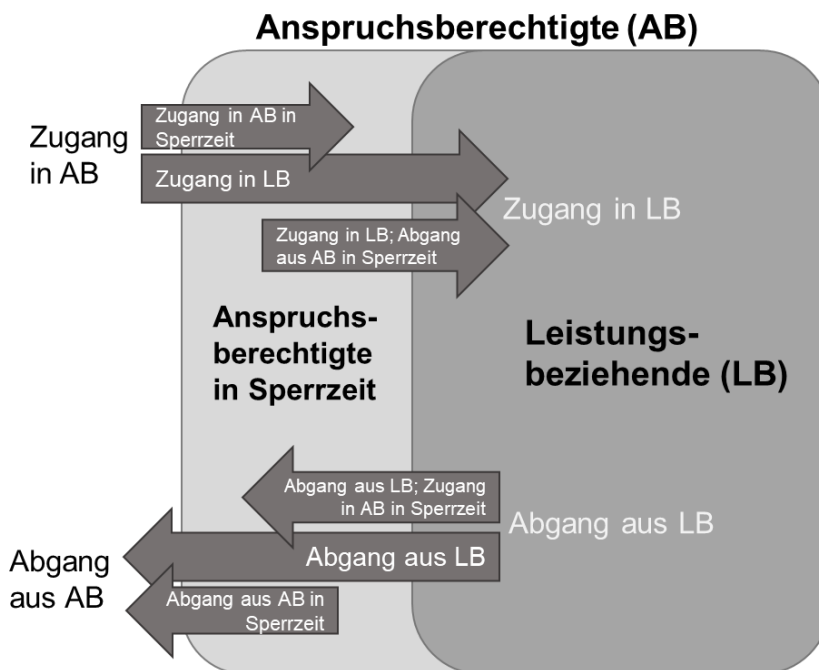 Anspruchsberechtigte (AB)
Zugang in AB in
Sperrzeit
Zugang
in AB
Zugang in LB
Zugang in LB
Zugang in LB; Abgang
aus AB in Sperrzeit
Anspruchs-
berechtigte
in Sperrzeit
Leistungs-
beziehende (LB)
Abgang aus LB; Zugang
in AB in Sperrzeit
Abgang aus LB
Abgang aus LB
Abgang
aus AB
Abgang aus AB in
Sperrzeit